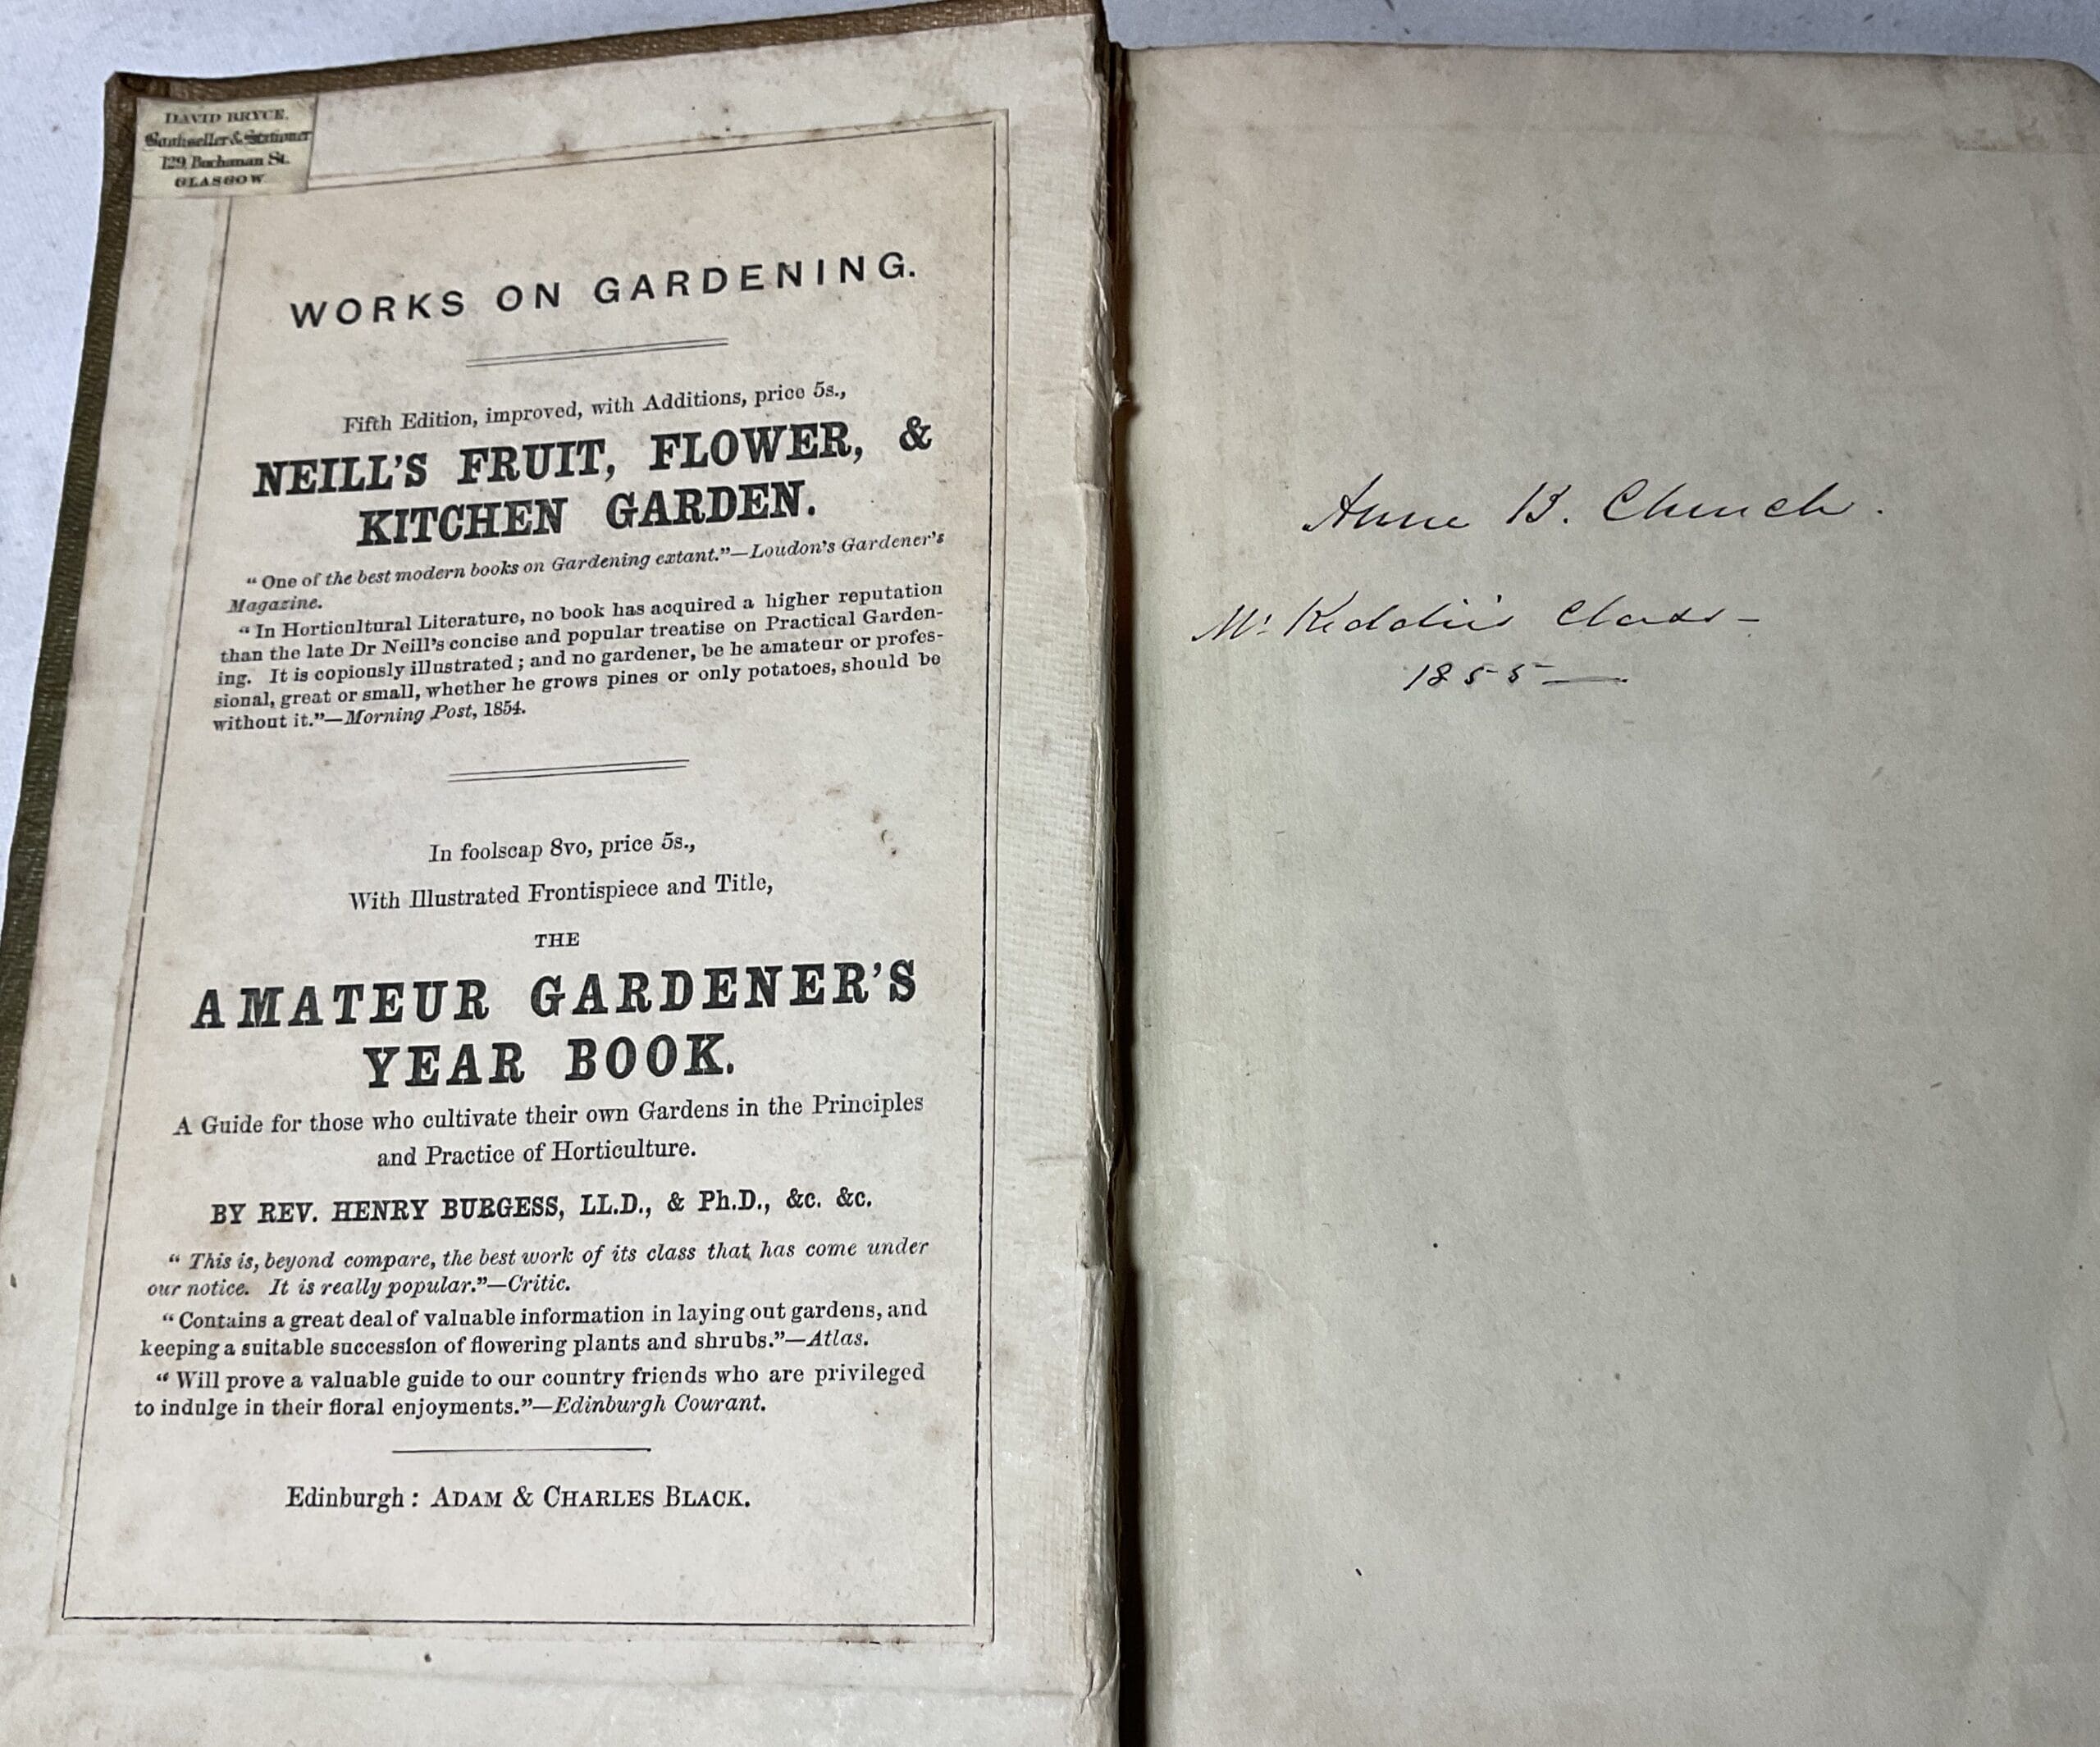 DAVID BRYCE.
Bookseller & Stationer
129 Buchanan St.
GLASGOW
WORKS ON GARDENING.
Fifth Edition, improved, with Additions, price 5s.,
NEILL'S FRUIT, FLOWER, &
KITCHEN GARDEN.
“One of the best modern books on Gardening extant.”—Loudon's Gardener's
Magazine.
“In Horticultural Literature, no book has acquired a higher reputation
than the late Dr Neill's concise and popular treatise on Practical Garden-
ing. It is copiously illustrated; and no gardener, be he amateur or profes-
sional, great or small, whether he grows pines or only potatoes, should be
without it.”—Morning Post, 1854.
In foolscap 8vo, price 5s.,
With Illustrated Frontispiece and Title,
THE
AMATEUR GARDENER'S
YEAR BOOK.
A Guide for those who cultivate their own Gardens in the Principles
and Practice of Horticulture.
BY REV. HENRY BURGESS, LL.D., & Ph.D., &c. &c.
“This is, beyond compare, the best work of its class that has come under
our notice. It is really popular.”—Critic.
“Contains a great deal of valuable information in laying out gardens, and
keeping a suitable succession of flowering plants and shrubs.”—Atlas.
“Will prove a valuable guide to our country friends who are privileged
to indulge in their floral enjoyments.”—Edinburgh Courant.
Edinburgh: ADAM & CHARLES BLACK.
Anne B. Church.
Mr Keddie's Class —
1855 —